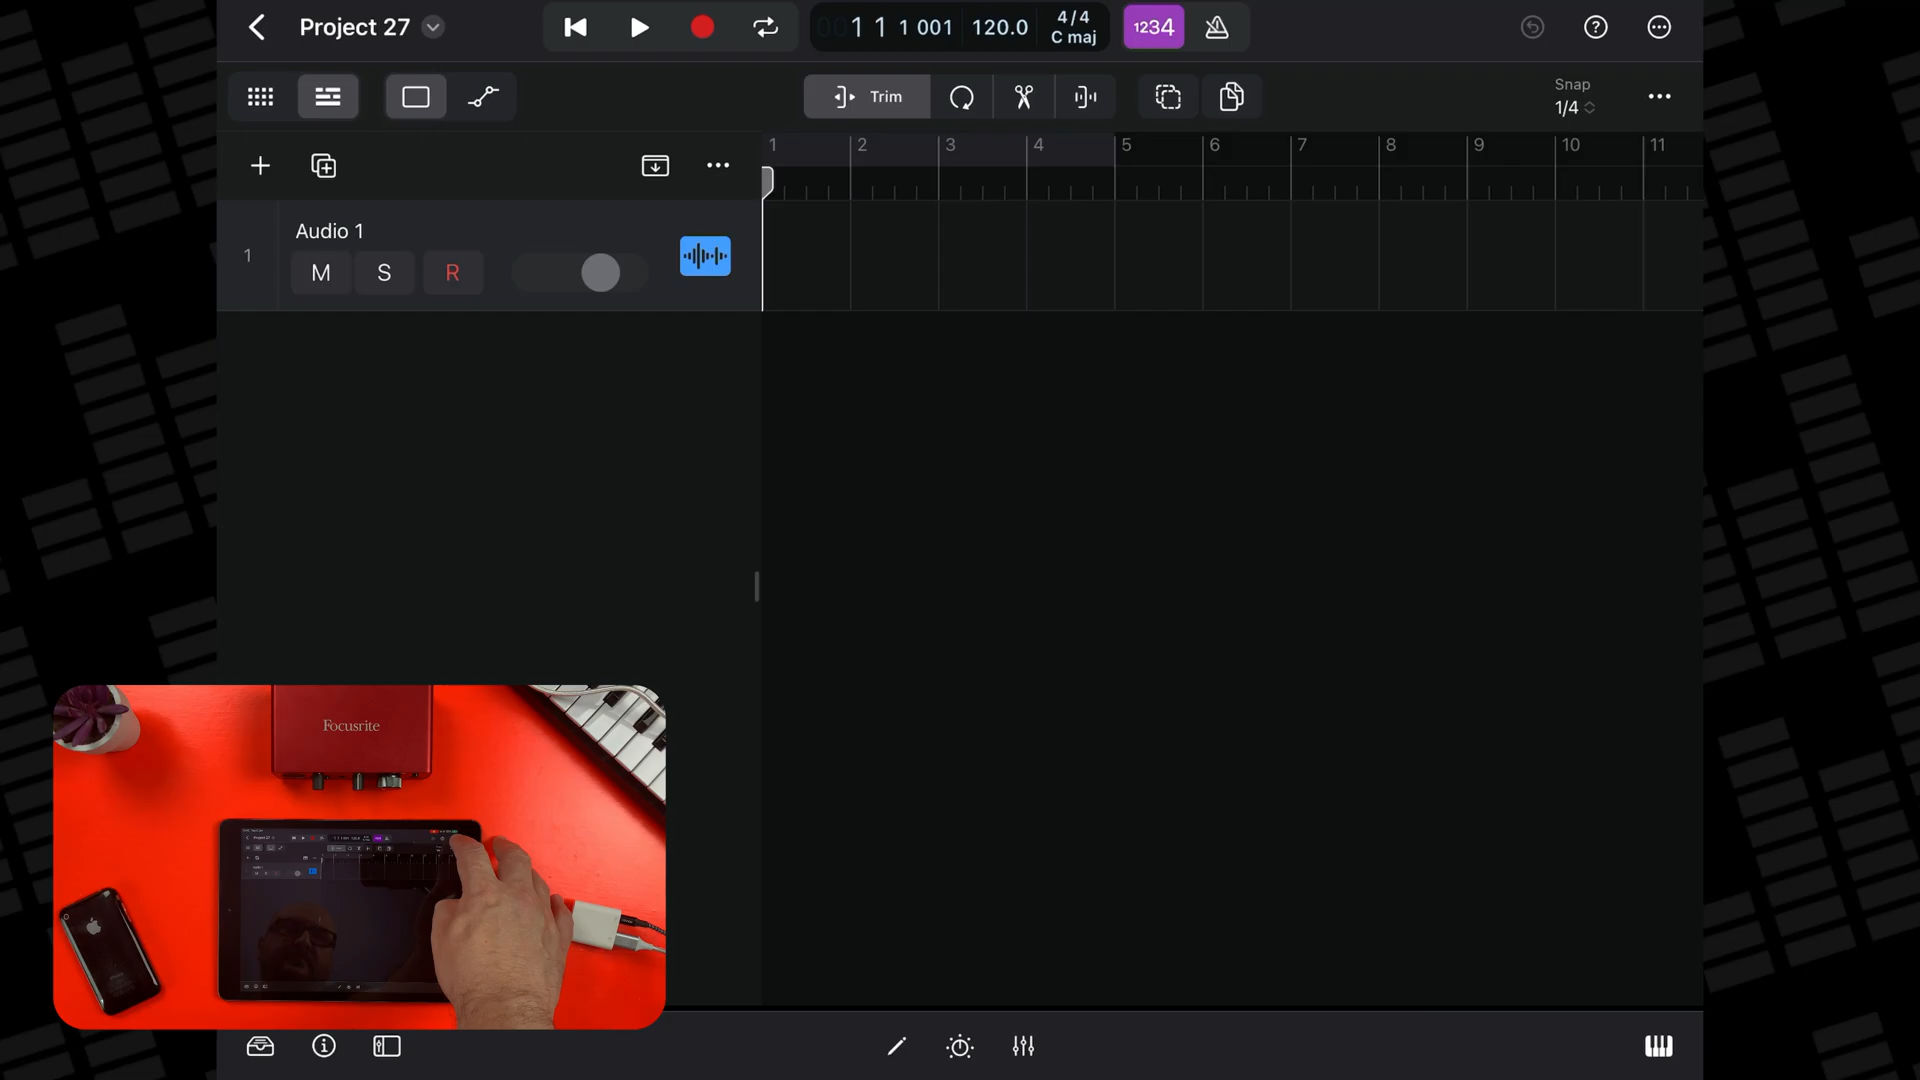 Project 27
1 1 1 001 120.0 4/4 C maj 1234
Trim
Snap
1/4
1 2 3 4 5 6 7 8 9 10 11
Audio 1
1
M S R
Focusrite